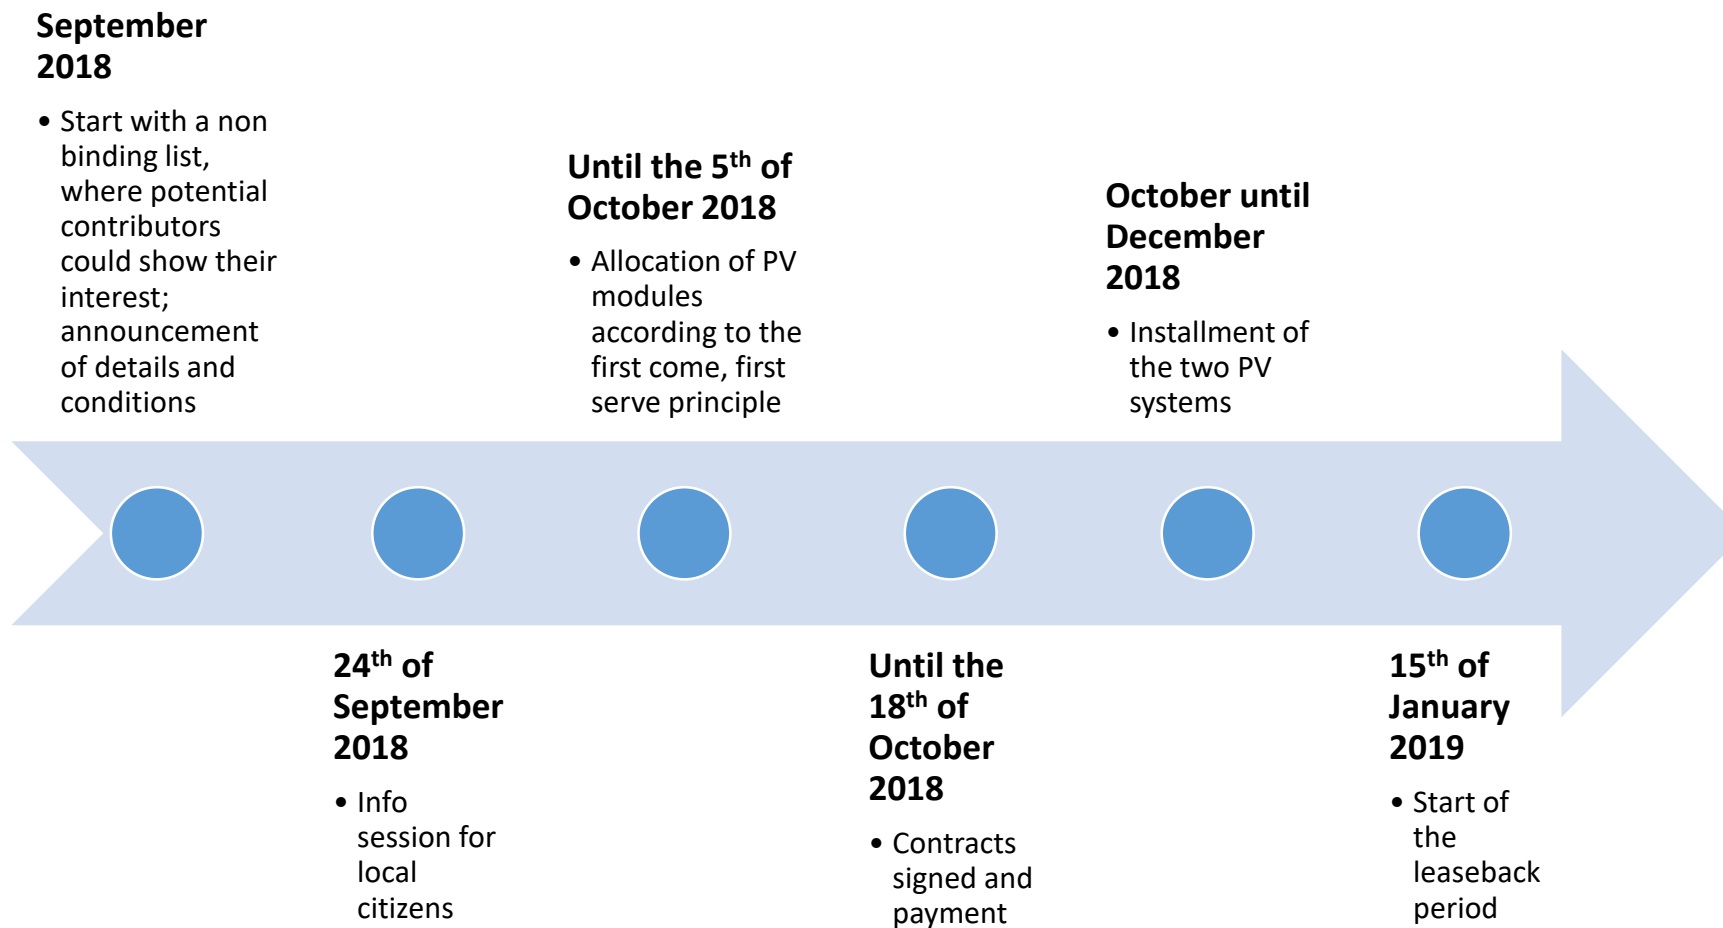 September
2018
• Start with a non
binding list,
where potential
contributors
could show their
interest;
announcement
of details and
conditions
24th of
September
2018
• Info
session for
local
citizens
Until the 5th of
October 2018
• Allocation of PV
modules
according to the
first come, first
serve principle
Until the
18th of
October
2018
• Contracts
signed and
payment
October until
December
2018
• Installment of
the two PV
systems
15th of
January
2019
• Start of
the
leaseback
period